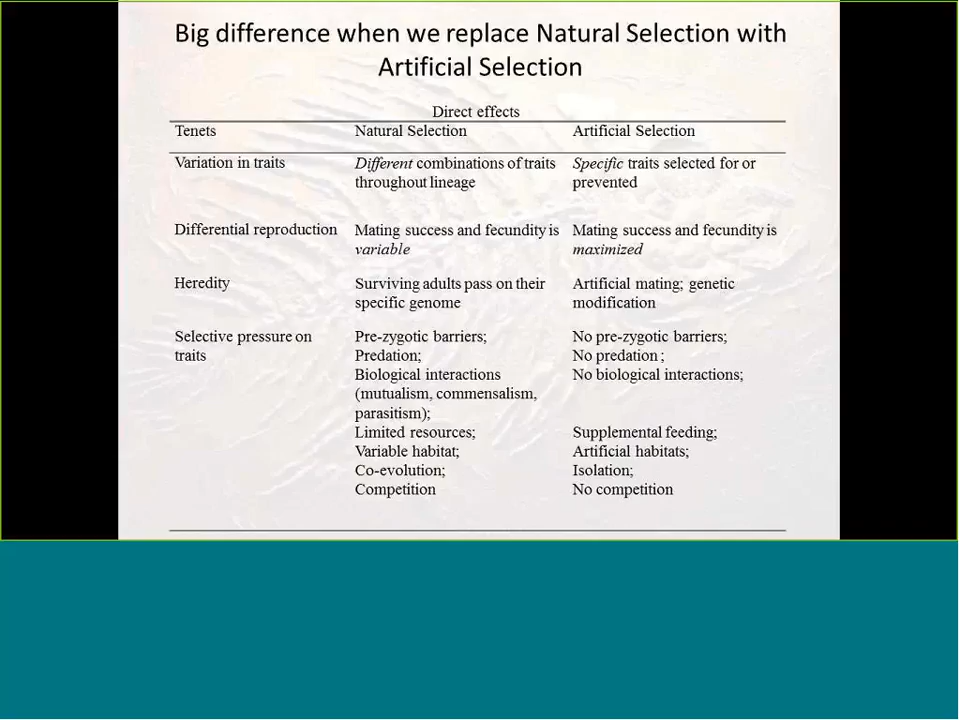 Big difference when we replace Natural Selection with
Artificial Selection
Direct effects
Tenets Natural Selection Artificial Selection
Variation in traits Different combinations of traits Specific traits selected for or
throughout lineage prevented
Differential reproduction Mating success and fecundity is Mating success and fecundity is
variable maximized
Heredity Surviving adults pass on their Artificial mating; genetic
specific genome modification
Selective pressure on Pre-zygotic barriers; No pre-zygotic barriers;
traits Predation; No predation ;
Biological interactions No biological interactions;
(mutualism, commensalism,
parasitism);
Limited resources; Supplemental feeding;
Variable habitat; Artificial habitats;
Co-evolution; Isolation;
Competition No competition